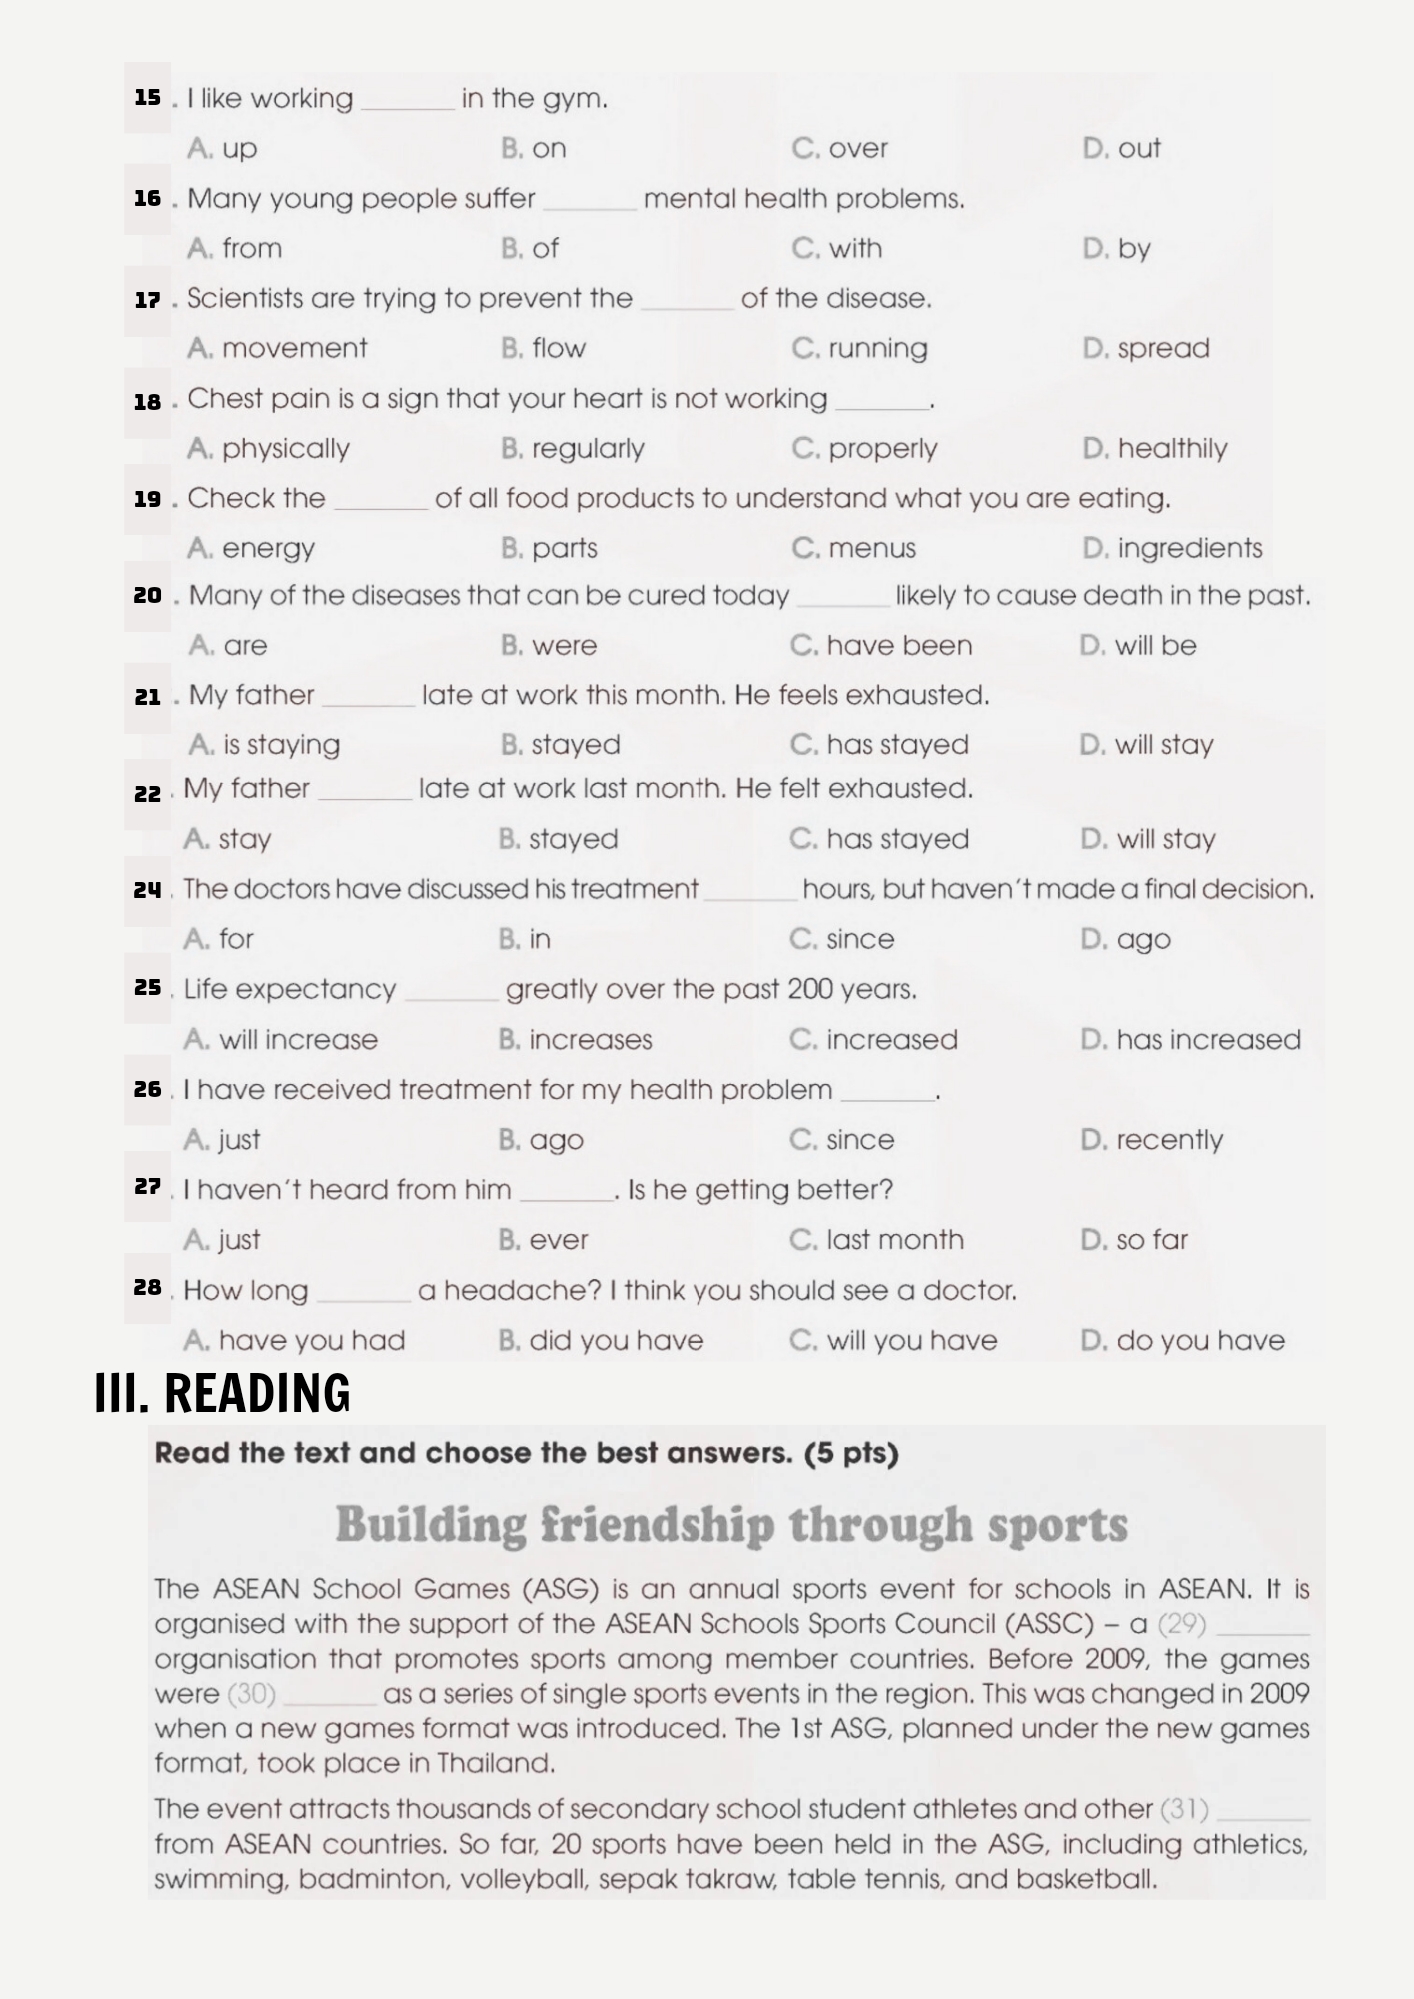 15 . I like working ______ in the gym.
A. up B. on C. over D. out
16 . Many young people suffer ______ mental health problems.
A. from B. of C. with D. by
17 . Scientists are trying to prevent the ______ of the disease.
A. movement B. flow C. running D. spread
18 . Chest pain is a sign that your heart is not working ______.
A. physically B. regularly C. properly D. healthily
19 . Check the ______ of all food products to understand what you are eating.
A. energy B. parts C. menus D. ingredients
20 . Many of the diseases that can be cured today ______ likely to cause death in the past.
A. are B. were C. have been D. will be
21 . My father ______ late at work this month. He feels exhausted.
A. is staying B. stayed C. has stayed D. will stay
22 . My father ______ late at work last month. He felt exhausted.
A. stay B. stayed C. has stayed D. will stay
24 . The doctors have discussed his treatment ______ hours, but haven't made a final decision.
A. for B. in C. since D. ago
25 . Life expectancy ______ greatly over the past 200 years.
A. will increase B. increases C. increased D. has increased
26 . I have received treatment for my health problem ______.
A. just B. ago C. since D. recently
27 . I haven't heard from him ______. Is he getting better?
A. just B. ever C. last month D. so far
28 . How long ______ a headache? I think you should see a doctor.
A. have you had B. did you have C. will you have D. do you have
III. READING
Read the text and choose the best answers. (5 pts)
Building friendship through sports
The ASEAN School Games (ASG) is an annual sports event for schools in ASEAN. It is
organised with the support of the ASEAN Schools Sports Council (ASSC) – a (29) ______
organisation that promotes sports among member countries. Before 2009, the games
were (30) ______ as a series of single sports events in the region. This was changed in 2009
when a new games format was introduced. The 1st ASG, planned under the new games
format, took place in Thailand.
The event attracts thousands of secondary school student athletes and other (31) ______
from ASEAN countries. So far, 20 sports have been held in the ASG, including athletics,
swimming, badminton, volleyball, sepak takraw, table tennis, and basketball.